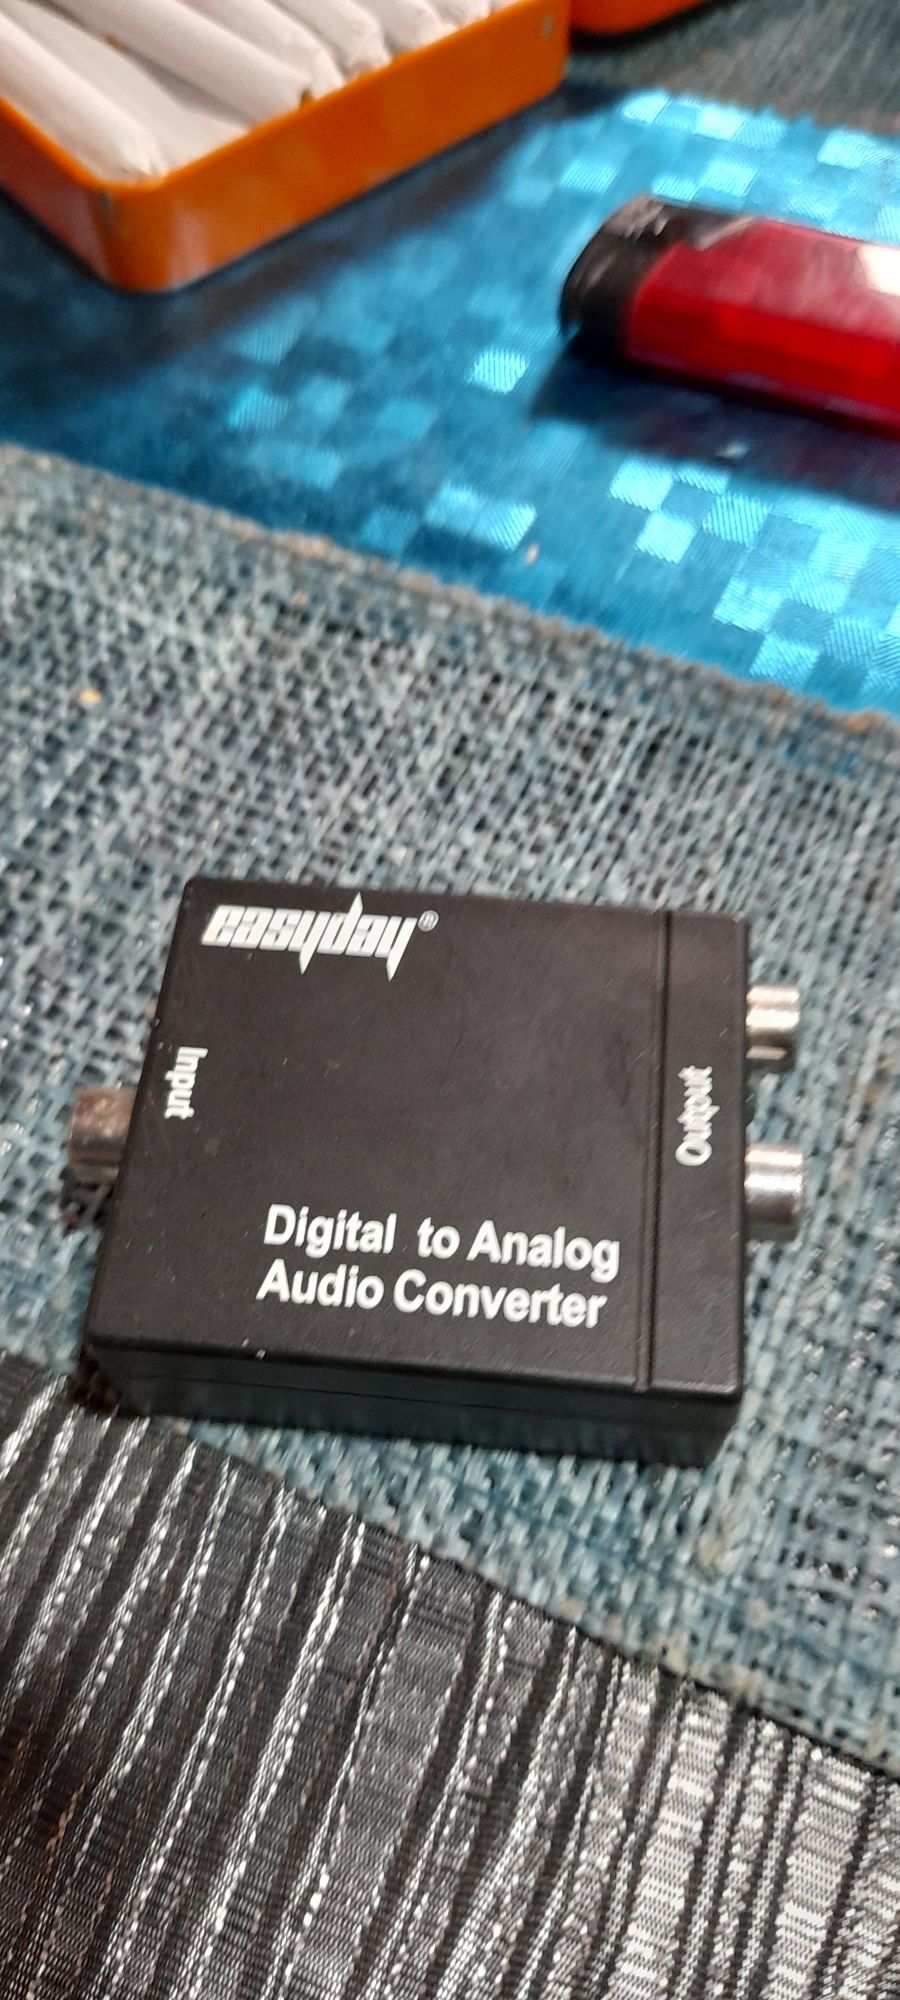 easyday®
Input
Output
Digital to Analog
Audio Converter